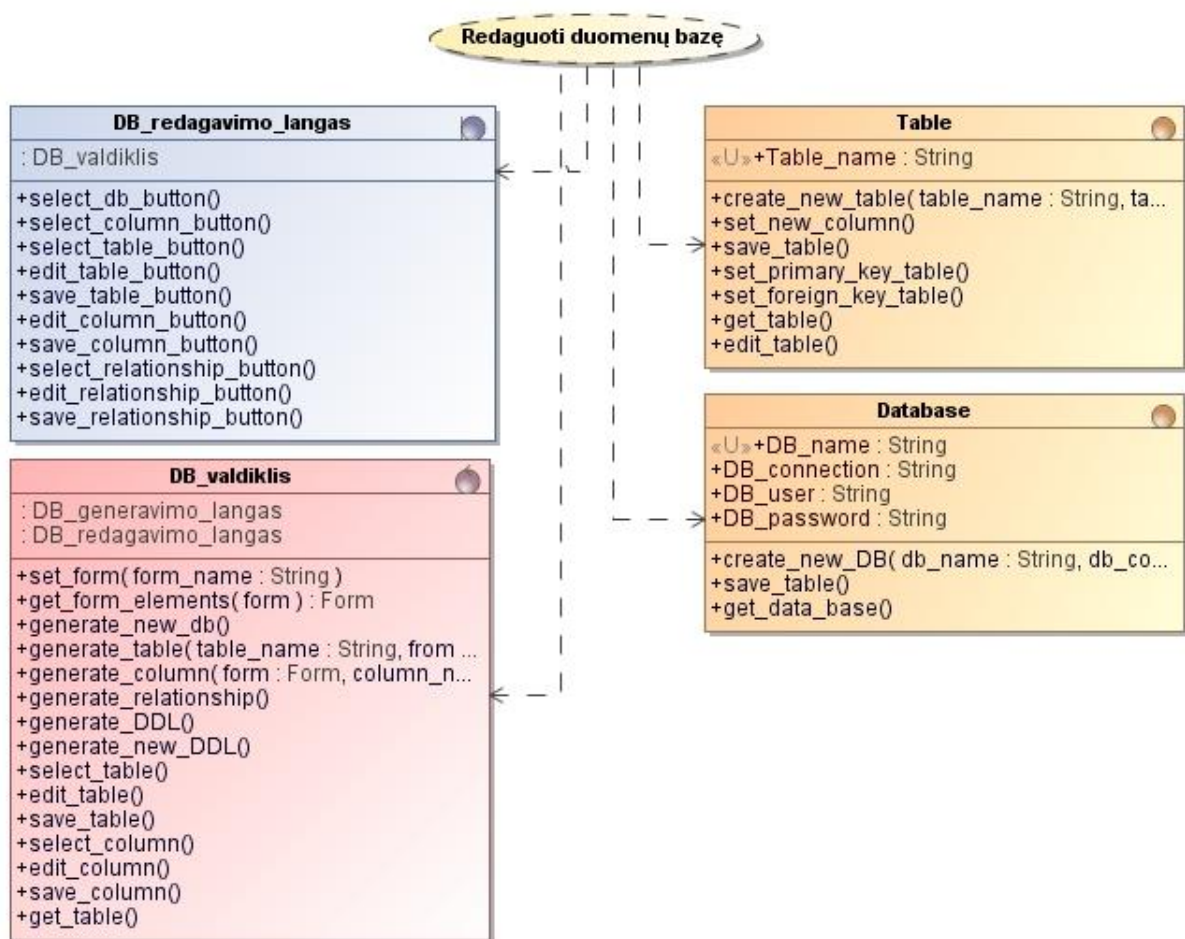 Redaguoti duomenų bazę
DB_redagavimo_langas
: DB_valdiklis
+select_db_button()
+select_column_button()
+select_table_button()
+edit_table_button()
+save_table_button()
+edit_column_button()
+save_column_button()
+select_relationship_button()
+edit_relationship_button()
+save_relationship_button()
DB_valdiklis
: DB_generavimo_langas
: DB_redagavimo_langas
+set_form( form_name : String )
+get_form_elements( form ) : Form
+generate_new_db()
+generate_table( table_name : String, from ...
+generate_column( form : Form, column_n...
+generate_relationship()
+generate_DDL()
+generate_new_DDL()
+select_table()
+edit_table()
+save_table()
+select_column()
+edit_column()
+save_column()
+get_table()
Table
«U»+Table_name : String
+create_new_table( table_name : String, ta...
+set_new_column()
+save_table()
+set_primary_key_table()
+set_foreign_key_table()
+get_table()
+edit_table()
Database
«U»+DB_name : String
+DB_connection : String
+DB_user : String
+DB_password : String
+create_new_DB( db_name : String, db_co...
+save_table()
+get_data_base()